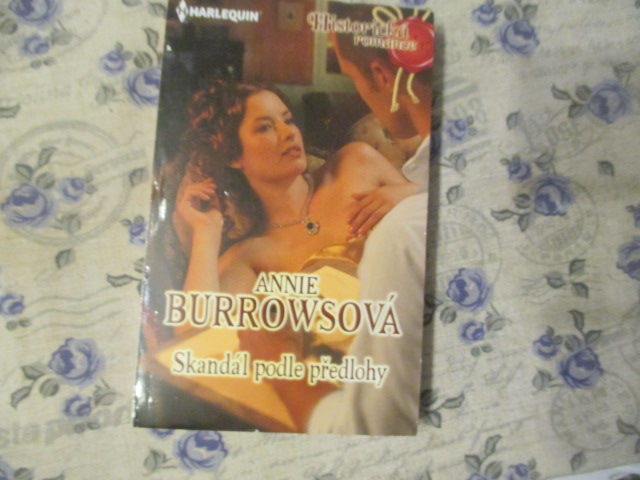 HARLEQUIN
Historická
romance
ANNIE
BURROWSOVÁ
Skandál podle předlohy